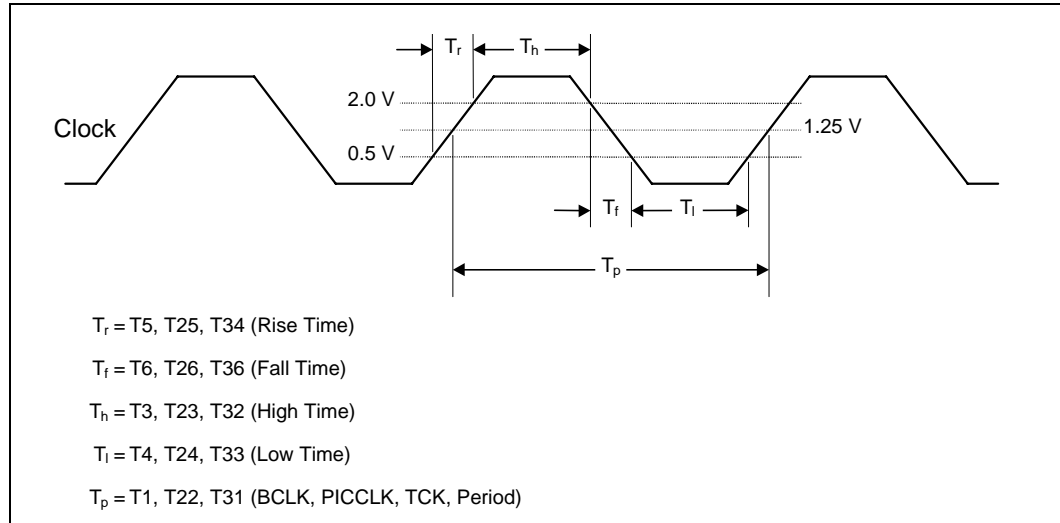 Tr Th
2.0 V
Clock 1.25 V
0.5 V
Tf Tl
Tp
Tr = T5, T25, T34 (Rise Time)
Tf = T6, T26, T36 (Fall Time)
Th = T3, T23, T32 (High Time)
Tl = T4, T24, T33 (Low Time)
Tp = T1, T22, T31 (BCLK, PICCLK, TCK, Period)